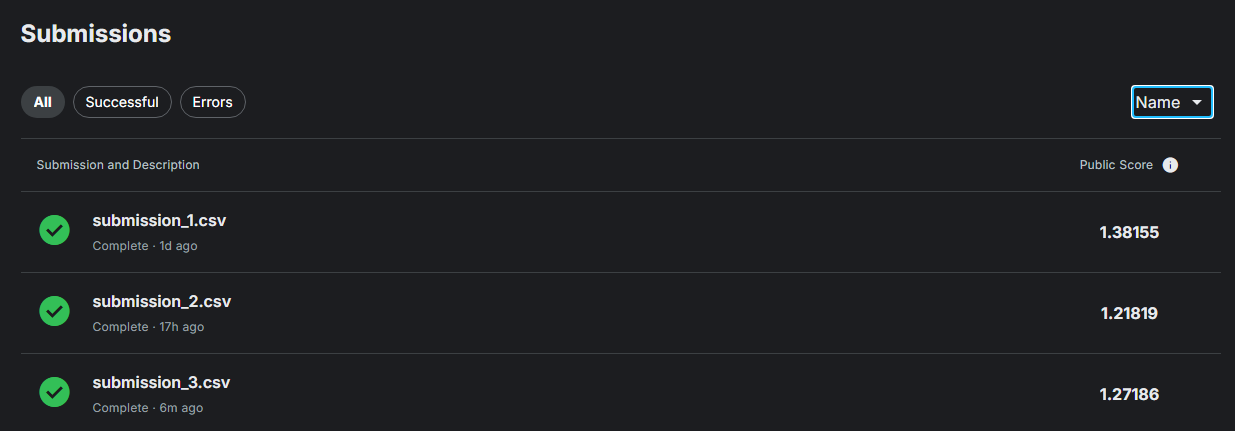 Submissions
All Successful Errors Name
Submission and Description Public Score
submission_1.csv
Complete · 1d ago
1.38155
submission_2.csv
Complete · 17h ago
1.21819
submission_3.csv
Complete · 6m ago
1.27186